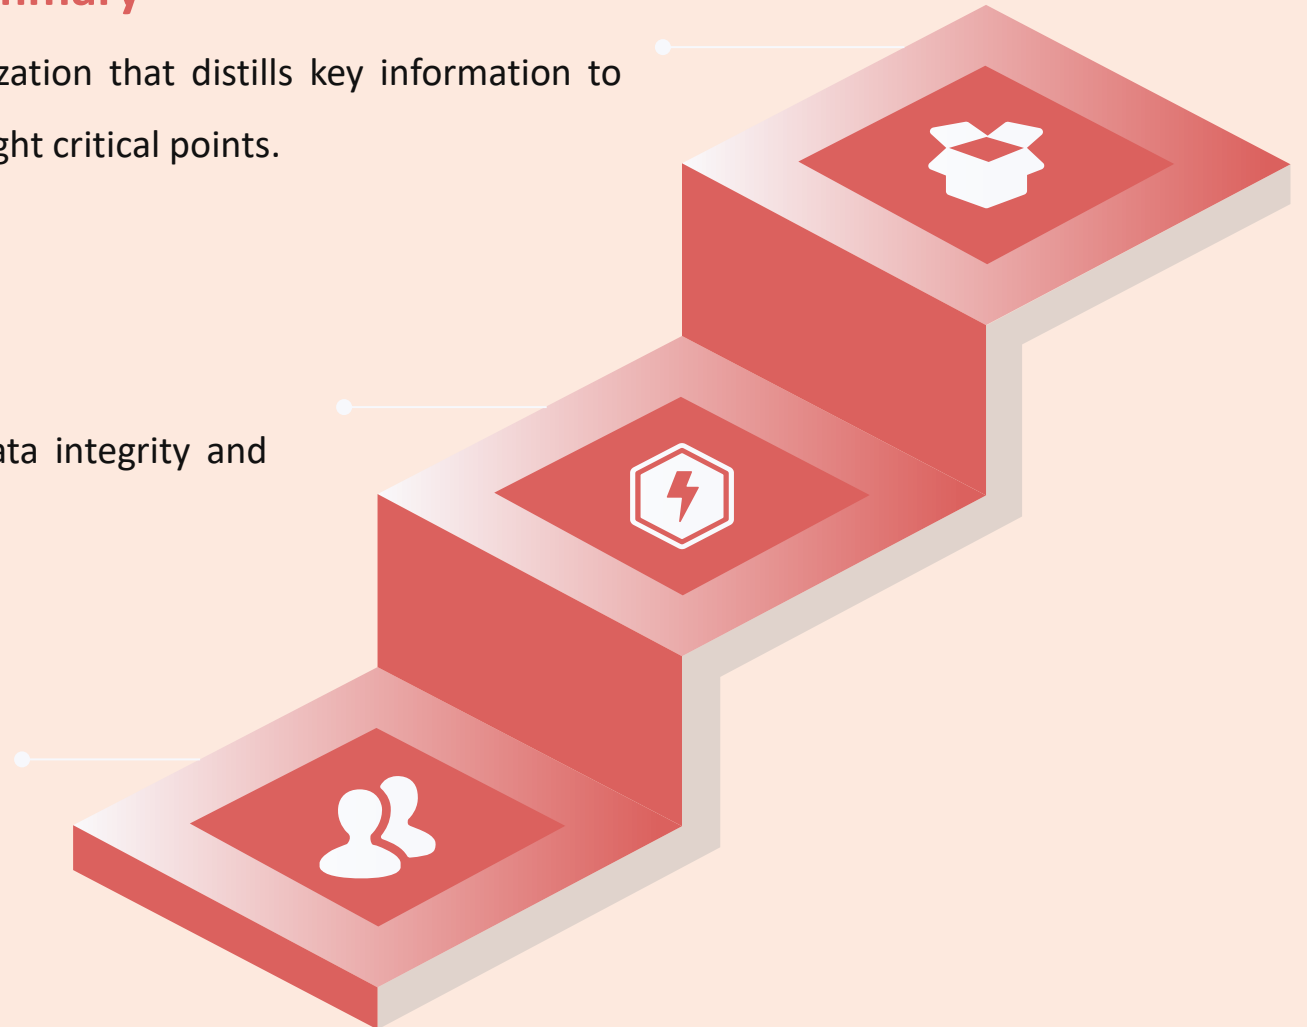 zation that distills key information to
ght critical points.
ata integrity and